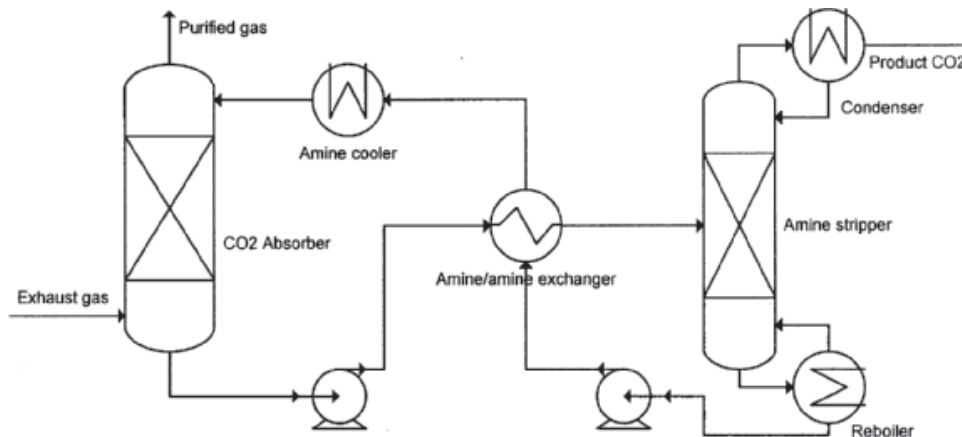 Purified gas
Product CO2
Condenser
Amine cooler
Amine stripper
CO2 Absorber
Amine/amine exchanger
Exhaust gas
Reboiler